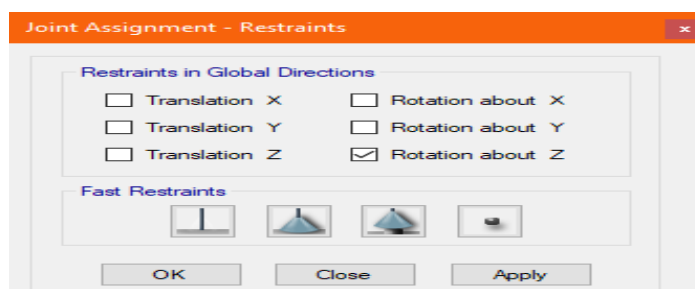 Joint Assignment - Restraints
Restraints in Global Directions
Translation X Rotation about X
Translation Y Rotation about Y
Translation Z Rotation about Z
Fast Restraints
OK Close Apply